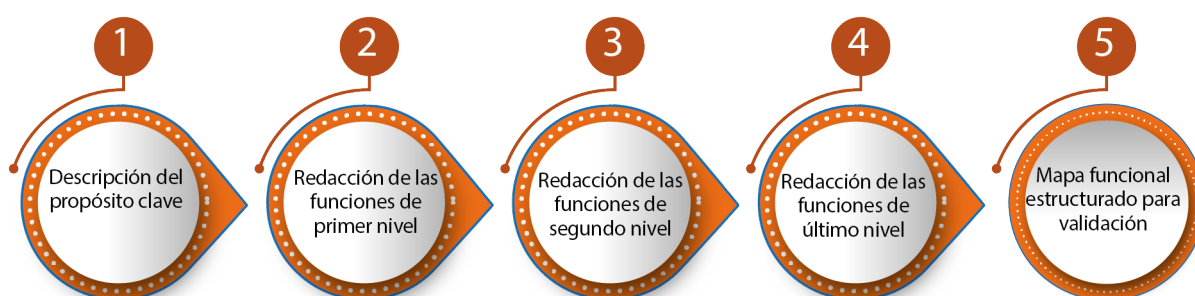 1
Descripción del
propósito clave
2
Redacción de las
funciones de
primer nivel
3
Redacción de las
funciones de
segundo nivel
4
Redacción de las
funciones de
último nivel
5
Mapa funcional
estructurado para
validación